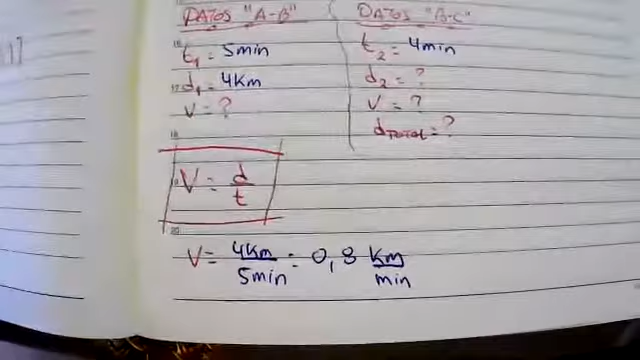 DATOS "A-B"
t₁ = 5min
d₁ = 4Km
V = ?
DATOS "B-C"
t₂ = 4min
d₂ = ?
V = ?
dTOTAL = ?
V = d/t
V = 4Km/5min = 0,8 Km/min